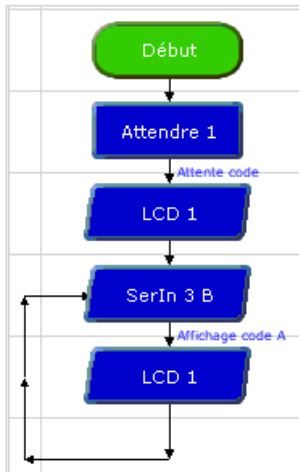 Début
Attendre 1
Attente code
LCD 1
SerIn 3 B
Affichage code A
LCD 1